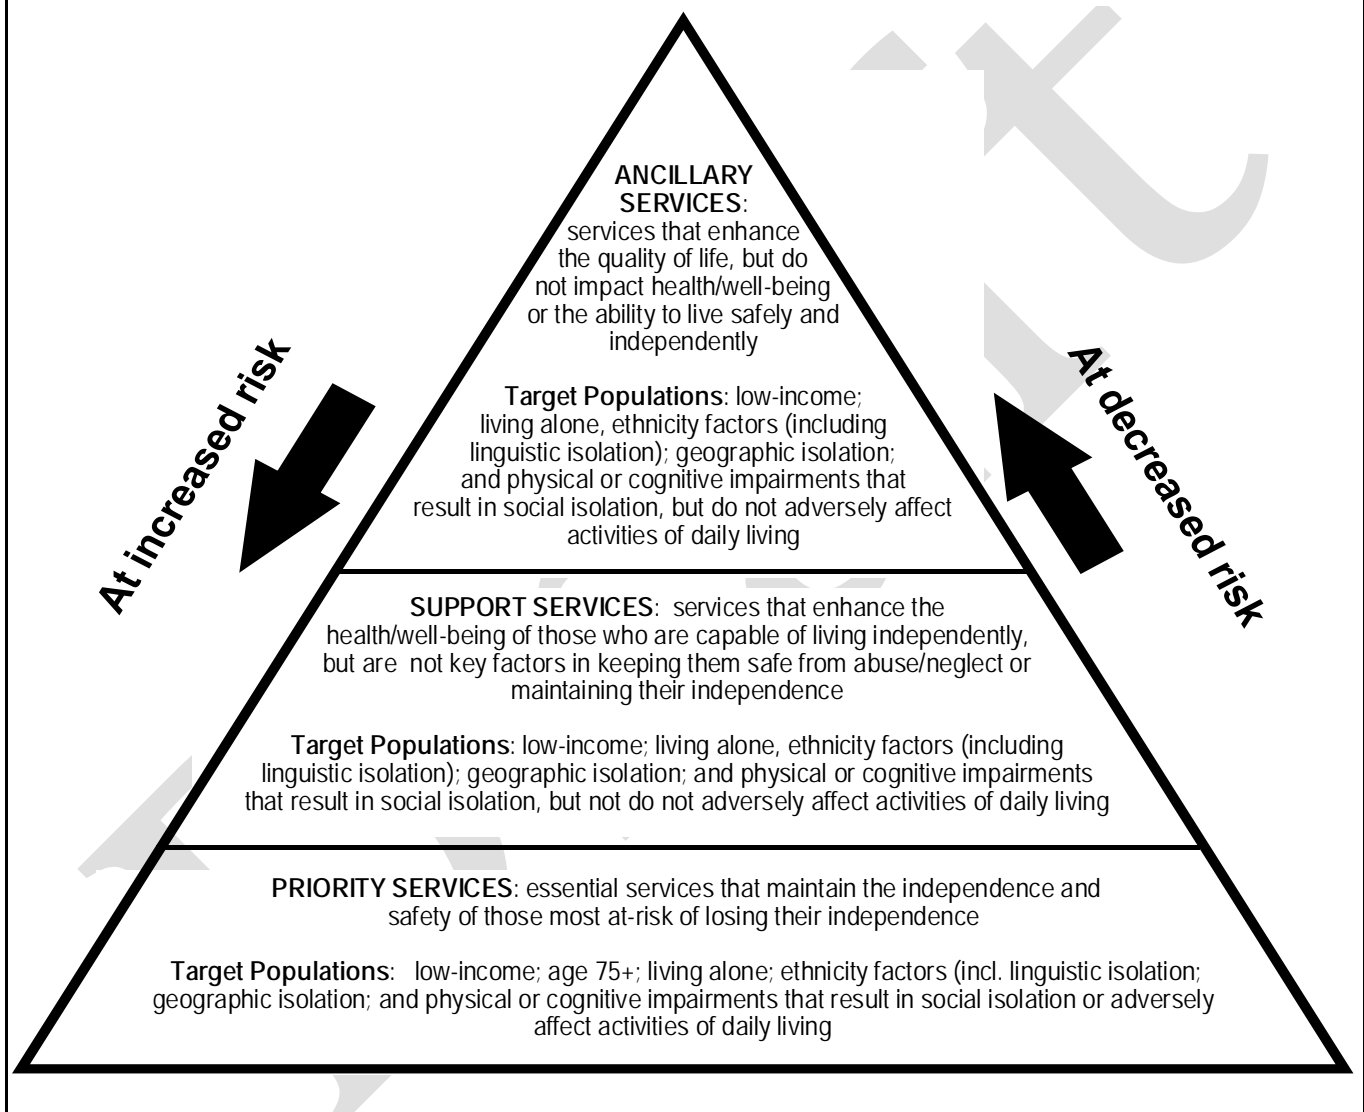 ANCILLARY
SERVICES:
services that enhance
the quality of life, but do
not impact health/well-being
or the ability to live safely and
independently
Target Populations: low-income;
living alone, ethnicity factors (including
linguistic isolation); geographic isolation;
and physical or cognitive impairments that
result in social isolation, but do not adversely affect
activities of daily living
At increased risk
At decreased risk
SUPPORT SERVICES: services that enhance the
health/well-being of those who are capable of living independently,
but are not key factors in keeping them safe from abuse/neglect or
maintaining their independence
Target Populations: low-income; living alone, ethnicity factors (including
linguistic isolation); geographic isolation; and physical or cognitive impairments
that result in social isolation, but not do not adversely affect activities of daily living
PRIORITY SERVICES: essential services that maintain the independence and
safety of those most at-risk of losing their independence
Target Populations: low-income; age 75+; living alone; ethnicity factors (incl. linguistic isolation;
geographic isolation; and physical or cognitive impairments that result in social isolation or adversely
affect activities of daily living